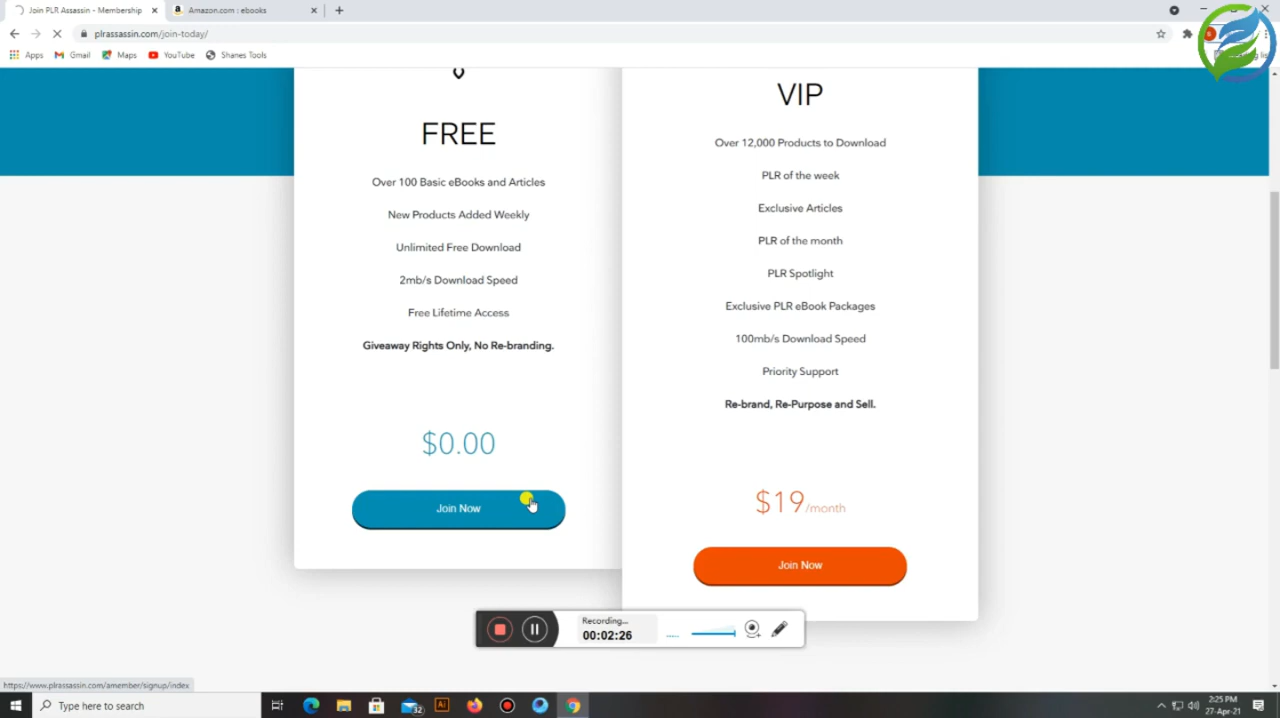 Join PLR Assassin - Membership
Amazon.com : ebooks
plrassassin.com/join-today/
Apps
Gmail
Maps
YouTube
Shanes Tools
FREE
Over 100 Basic eBooks and Articles
New Products Added Weekly
Unlimited Free Download
2mb/s Download Speed
Free Lifetime Access
Giveaway Rights Only, No Re-branding.
$0.00
Join Now
VIP
Over 12,000 Products to Download
PLR of the week
Exclusive Articles
PLR of the month
PLR Spotlight
Exclusive PLR eBook Packages
100mb/s Download Speed
Priority Support
Re-brand, Re-Purpose and Sell.
$19/month
Join Now
Recording...
00:02:26
https://www.plrassassin.com/amember/signup/index
Type here to search
32
Ai
2:25 PM
27-Apr-21